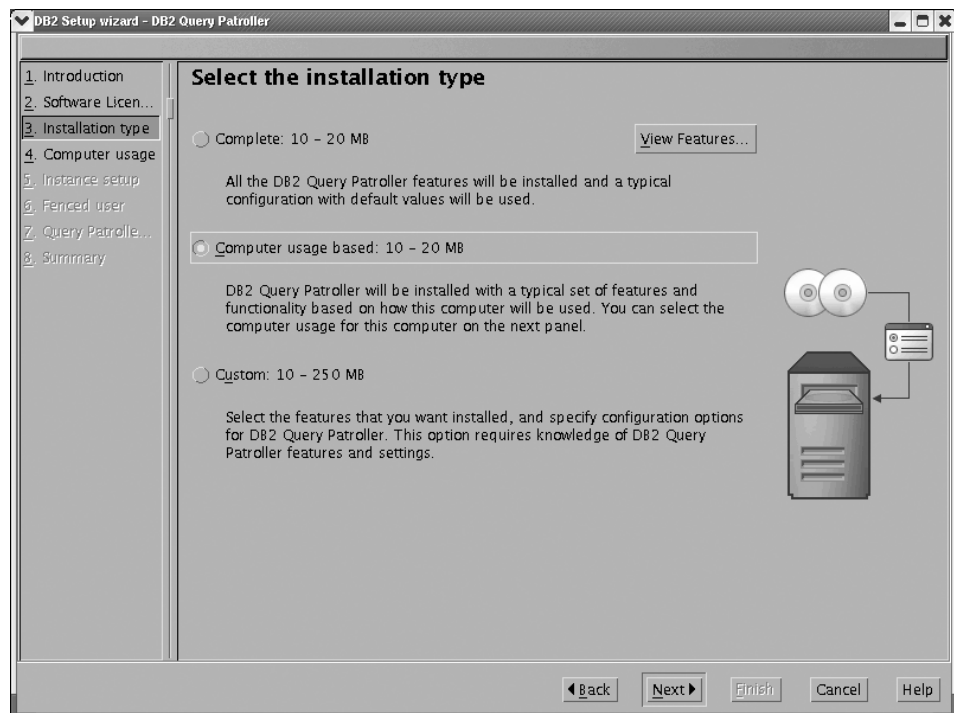 DB2 Setup wizard – DB2 Query Patroller
1. Introduction
2. Software Licen...
3. Installation type
4. Computer usage
5. Instance setup
6. Fenced user
7. Query Patrolle...
8. Summary
Select the installation type
Complete: 10 – 20 MB
View Features...
All the DB2 Query Patroller features will be installed and a typical
configuration with default values will be used.
Computer usage based: 10 – 20 MB
DB2 Query Patroller will be installed with a typical set of features and
functionality based on how this computer will be used. You can select the
computer usage for this computer on the next panel.
Custom: 10 – 250 MB
Select the features that you want installed, and specify configuration options
for DB2 Query Patroller. This option requires knowledge of DB2 Query
Patroller features and settings.
Back
Next
Finish
Cancel
Help